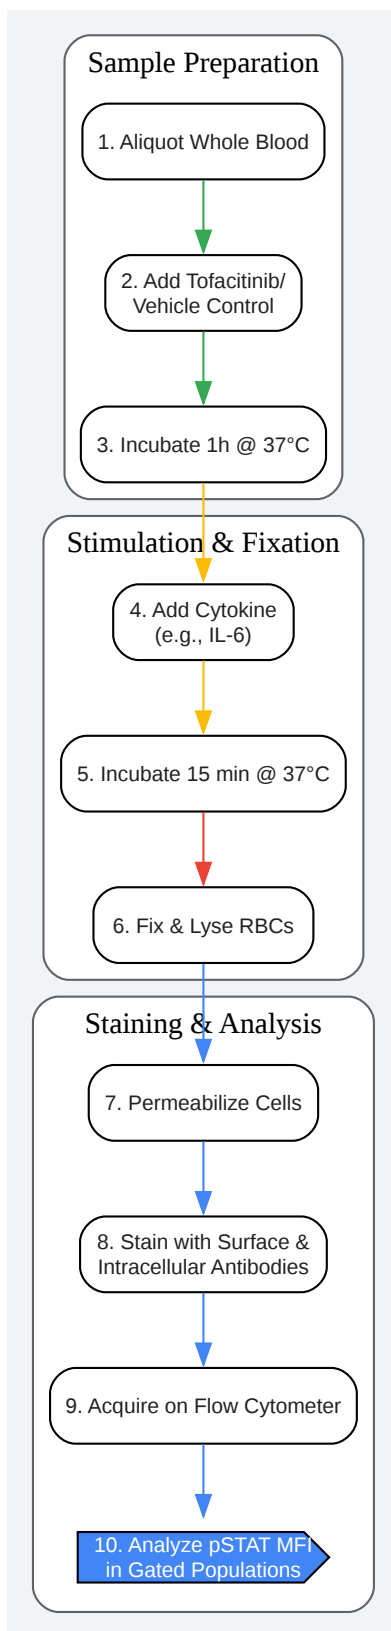 Sample Preparation
1. Aliquot Whole Blood
2. Add Tofacitinib/
Vehicle Control
3. Incubate 1h @ 37°C
Stimulation & Fixation
4. Add Cytokine
(e.g., IL-6)
5. Incubate 15 min @ 37°C
6. Fix & Lyse RBCs
Staining & Analysis
7. Permeabilize Cells
8. Stain with Surface &
Intracellular Antibodies
9. Acquire on Flow Cytometer
10. Analyze pSTAT MFI
in Gated Populations